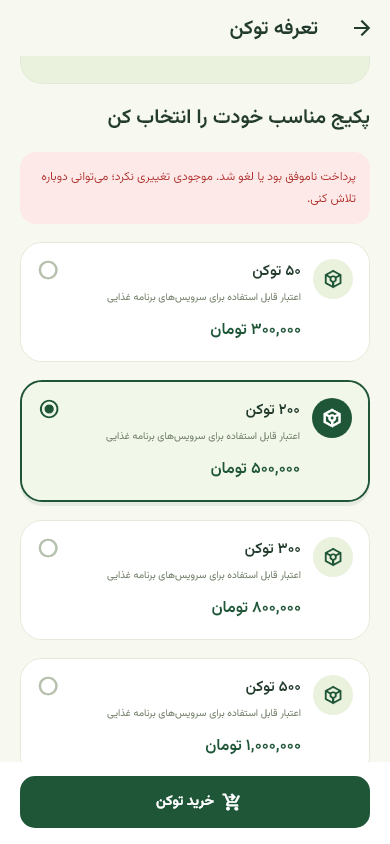 تعرفه توکن
پکیج مناسب خودت را انتخاب کن
پرداخت ناموفق بود یا لغو شد. موجودی تغییری نکرد؛ می‌توانی دوباره
تلاش کنی.
۵۰ توکن
اعتبار قابل استفاده برای سرویس‌های برنامه غذایی
۳۰۰,۰۰۰ تومان
۲۰۰ توکن
اعتبار قابل استفاده برای سرویس‌های برنامه غذایی
۵۰۰,۰۰۰ تومان
۳۰۰ توکن
اعتبار قابل استفاده برای سرویس‌های برنامه غذایی
۸۰۰,۰۰۰ تومان
۵۰۰ توکن
اعتبار قابل استفاده برای سرویس‌های برنامه غذایی
۱,۰۰۰,۰۰۰ تومان
خرید توکن